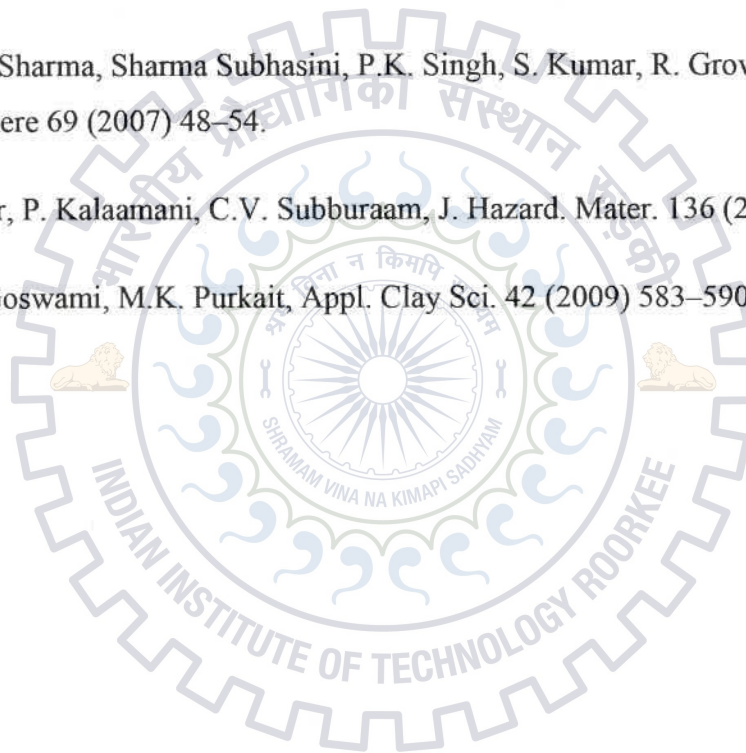 Sharma, Sharma Subhasini, P.K. Singh, S. Kumar, R. Grov
ere 69 (2007) 48–54.
r, P. Kalaamani, C.V. Subburaam, J. Hazard. Mater. 136 (2
oswami, M.K. Purkait, Appl. Clay Sci. 42 (2009) 583–590
भारतीय प्रौद्योगिकी संस्थान रुड़की
श्रमं विना न किमपि साध्यम्
SHRAMAM VINA NA KIMAPI SADHYAM
INDIAN INSTITUTE OF TECHNOLOGY ROORKEE